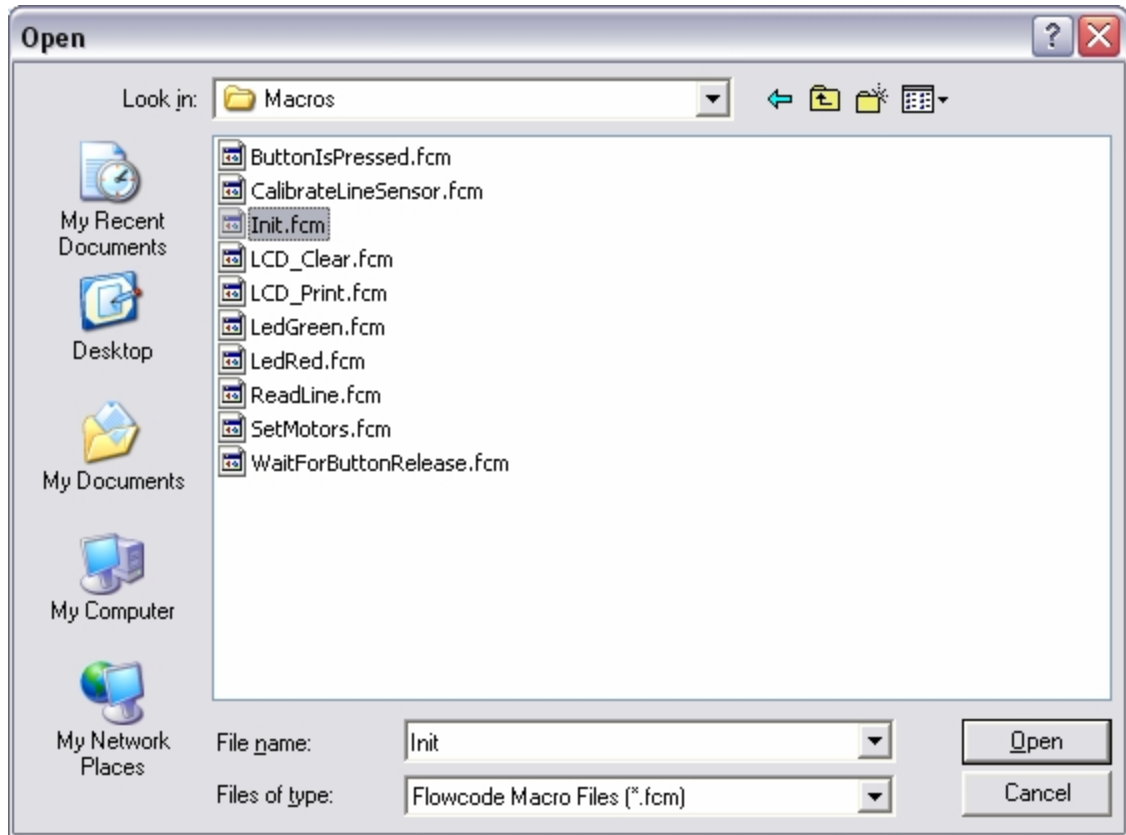 Open
Look in: Macros
My Recent
Documents
Desktop
My Documents
My Computer
My Network
Places
ButtonIsPressed.fcm
CalibrateLineSensor.fcm
Init.fcm
LCD_Clear.fcm
LCD_Print.fcm
LedGreen.fcm
LedRed.fcm
ReadLine.fcm
SetMotors.fcm
WaitForButtonRelease.fcm
File name: Init Open
Files of type: Flowcode Macro Files (*.fcm) Cancel